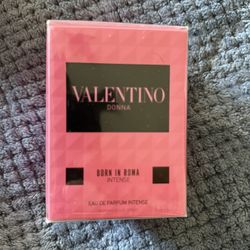 VALENTINO
DONNA
BORN IN ROMA
INTENSE
EAU DE PARFUM INTENSE